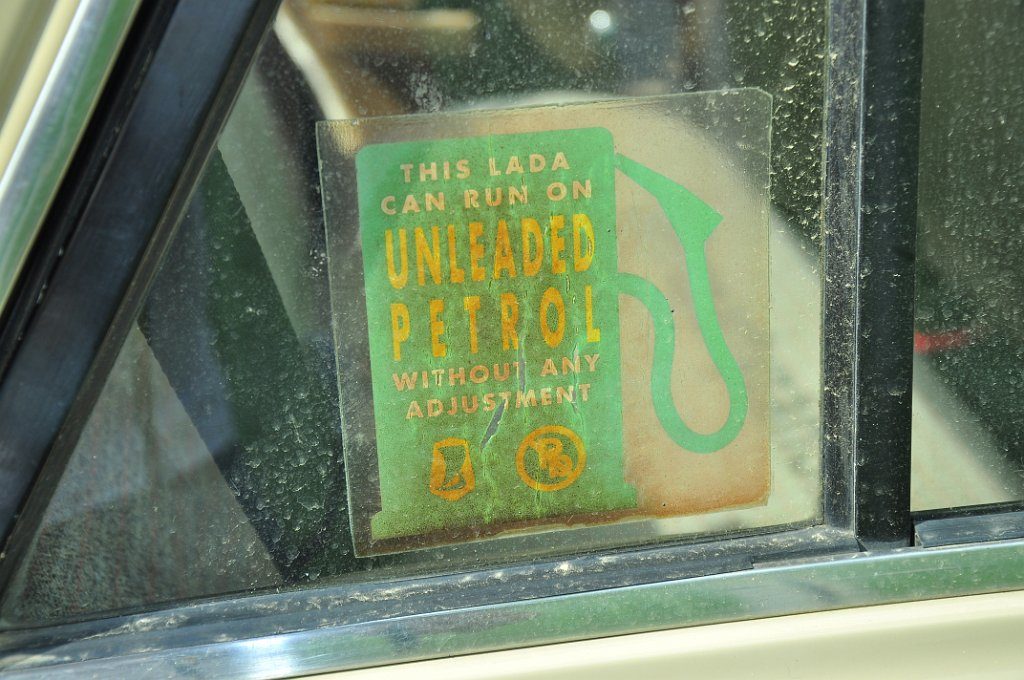 THIS LADA
CAN RUN ON
UNLEADED
PETROL
WITHOUT ANY
ADJUSTMENT